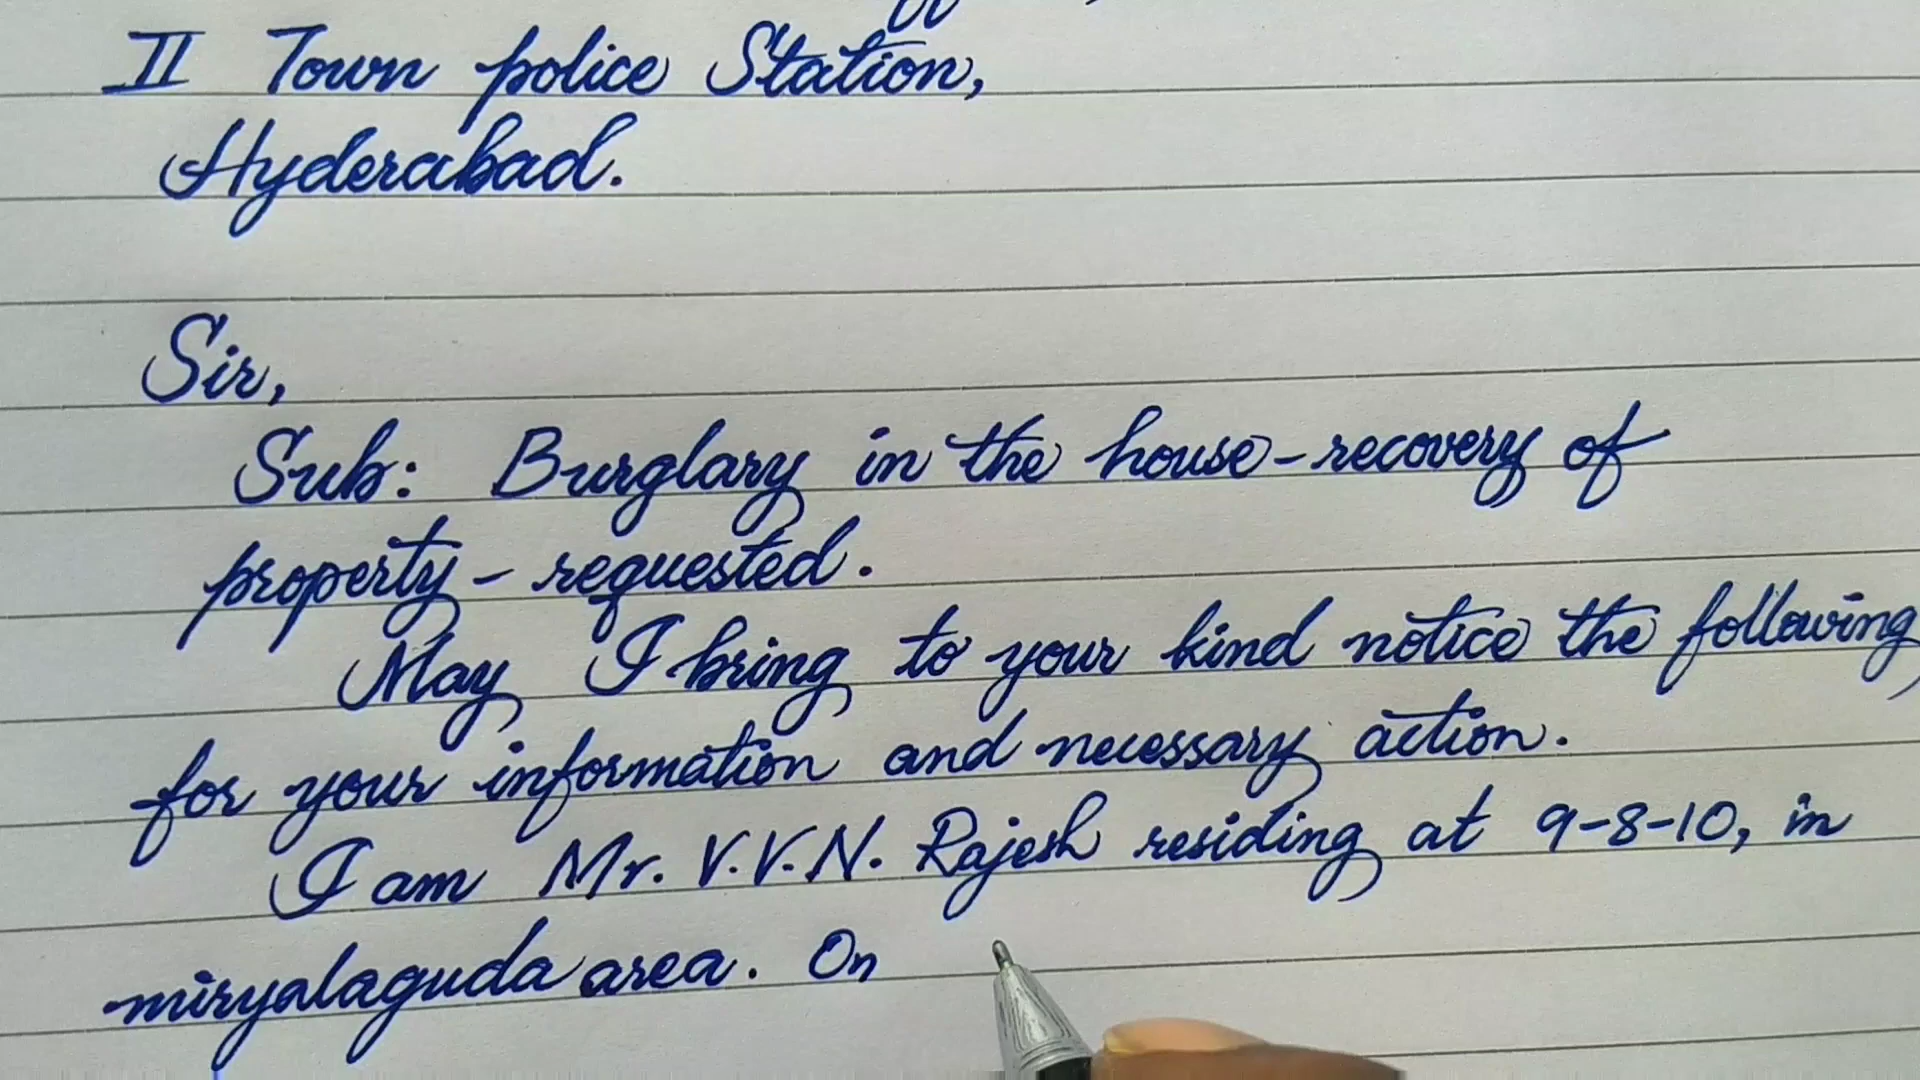 II Town police Station,
Hyderabad.
Sir,
Sub: Burglary in the house-recovery of
property - requested.
May I bring to your kind notice the following
for your information and necessary action.
I am Mr. V.V.N. Rajesh residing at 9-8-10, in
miryalaguda area. On